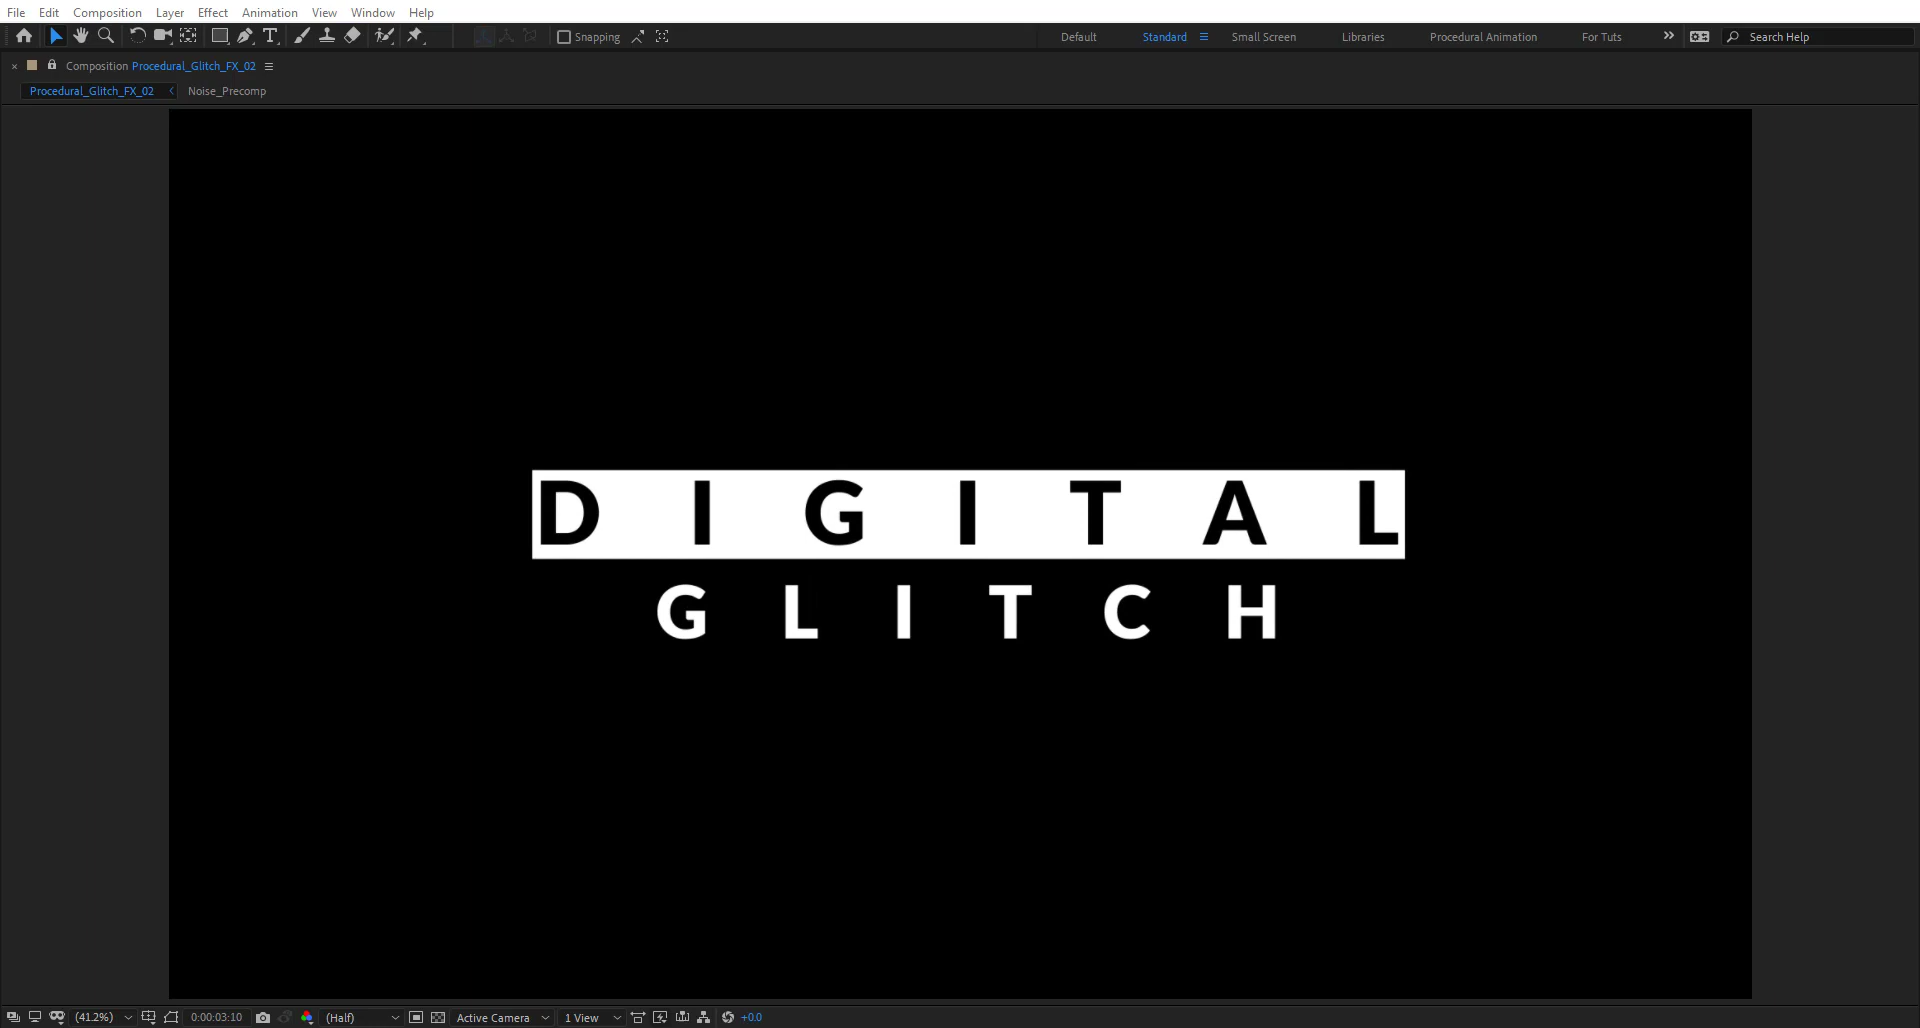 File Edit Composition Layer Effect Animation View Window Help
Snapping Default Standard Small Screen Libraries Procedural Animation For Tuts Search Help
Composition Procedural_Glitch_FX_02
Procedural_Glitch_FX_02 Noise_Precomp
DIGITAL
GLITCH
(41.2%) 0:00:03:10 (Half) Active Camera 1 View +0.0